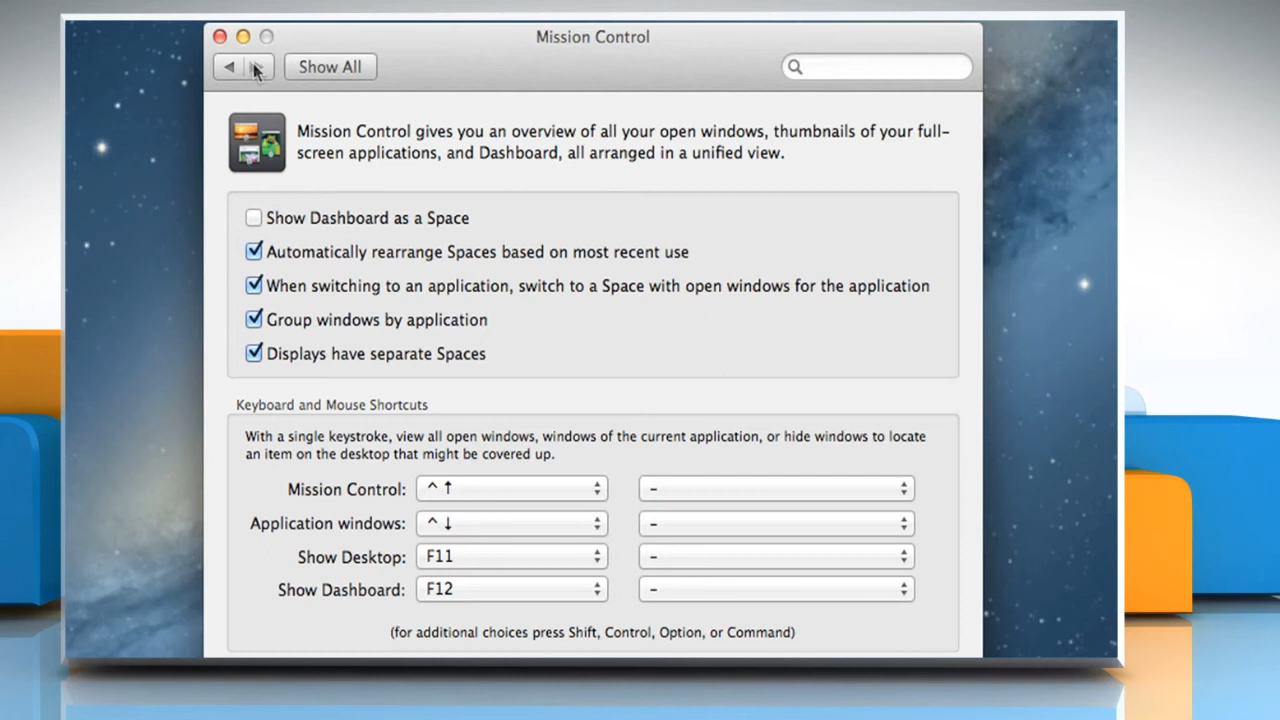 Mission Control
Show All
Mission Control gives you an overview of all your open windows, thumbnails of your full-
screen applications, and Dashboard, all arranged in a unified view.
Show Dashboard as a Space
Automatically rearrange Spaces based on most recent use
When switching to an application, switch to a Space with open windows for the application
Group windows by application
Displays have separate Spaces
Keyboard and Mouse Shortcuts
With a single keystroke, view all open windows, windows of the current application, or hide windows to locate
an item on the desktop that might be covered up.
Mission Control: ^ ↑ –
Application windows: ^ ↓ –
Show Desktop: F11 –
Show Dashboard: F12 –
(for additional choices press Shift, Control, Option, or Command)